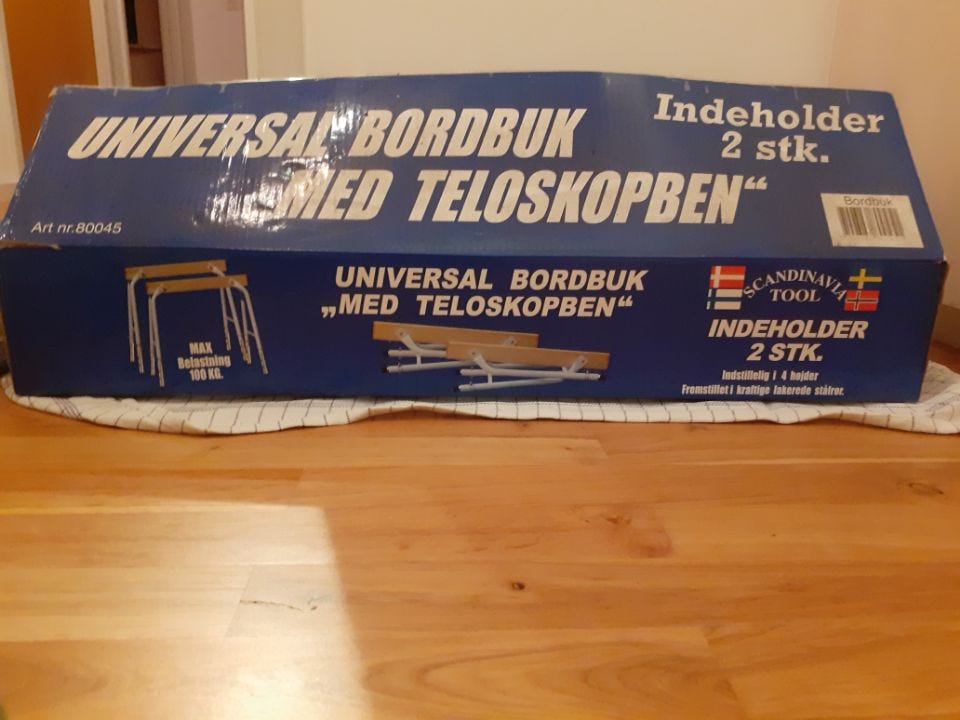 UNIVERSAL BORDBUK
„MED TELOSKOPBEN“
Indeholder
2 stk.
Art nr.80045
Bordbuk
UNIVERSAL BORDBUK
„MED TELOSKOPBEN“
MAX
Belastning
100 KG.
SCANDINAVIA
TOOL
INDEHOLDER
2 STK.
Indstillelig i 4 højder
Fremstillet i kraftige lakerede stålrør.